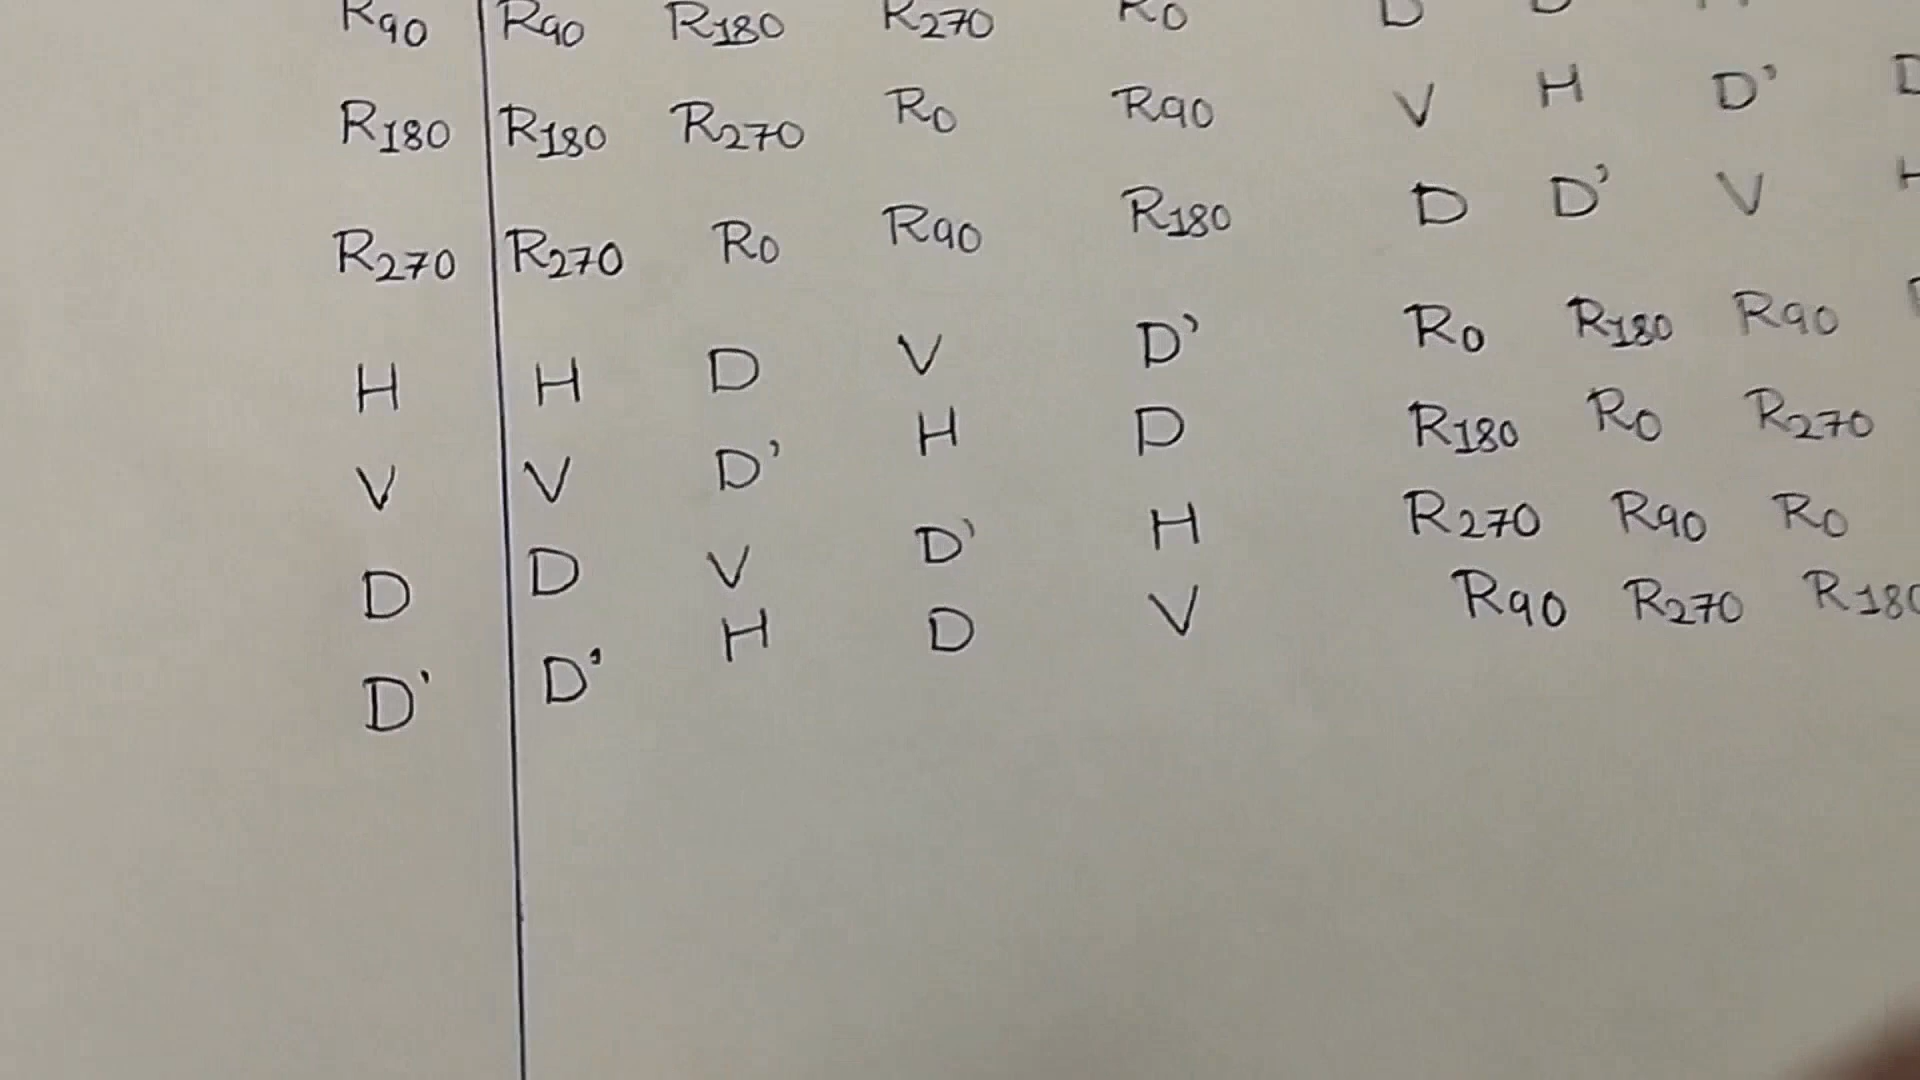 R90 R90 R180 R270 R0
R180 R180 R270 R0 R90 V H D'
R270 R270 R0 R90 R180 D D' V
H H D V D' R0 R180 R90
V V D' H D R180 R0 R270
D D V D' H R270 R90 R0
D' D' H D V R90 R270 R180